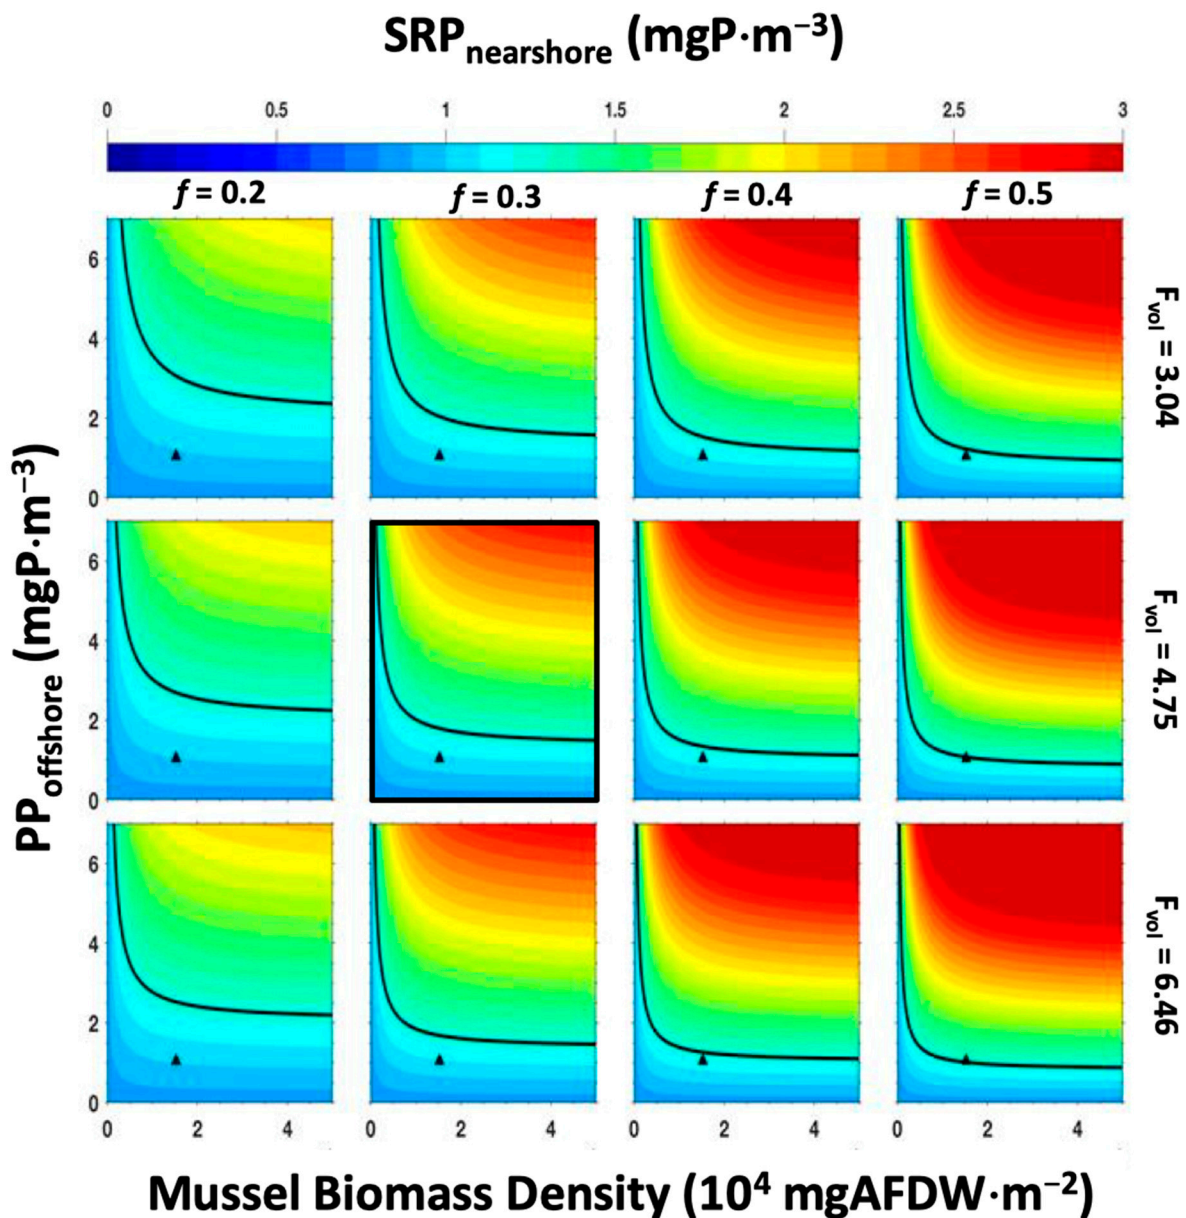 SRPnearshore (mgP·m⁻³)
0 0.5 1 1.5 2 2.5 3
f = 0.2 f = 0.3 f = 0.4 f = 0.5
6
4
2
0
Fvol = 3.04
6
4
2
0
Fvol = 4.75
6
4
2
0
Fvol = 6.46
PPoffshore (mgP·m⁻³)
0 2 4 0 2 4 0 2 4 0 2 4
Mussel Biomass Density (10⁴ mgAFDW·m⁻²)